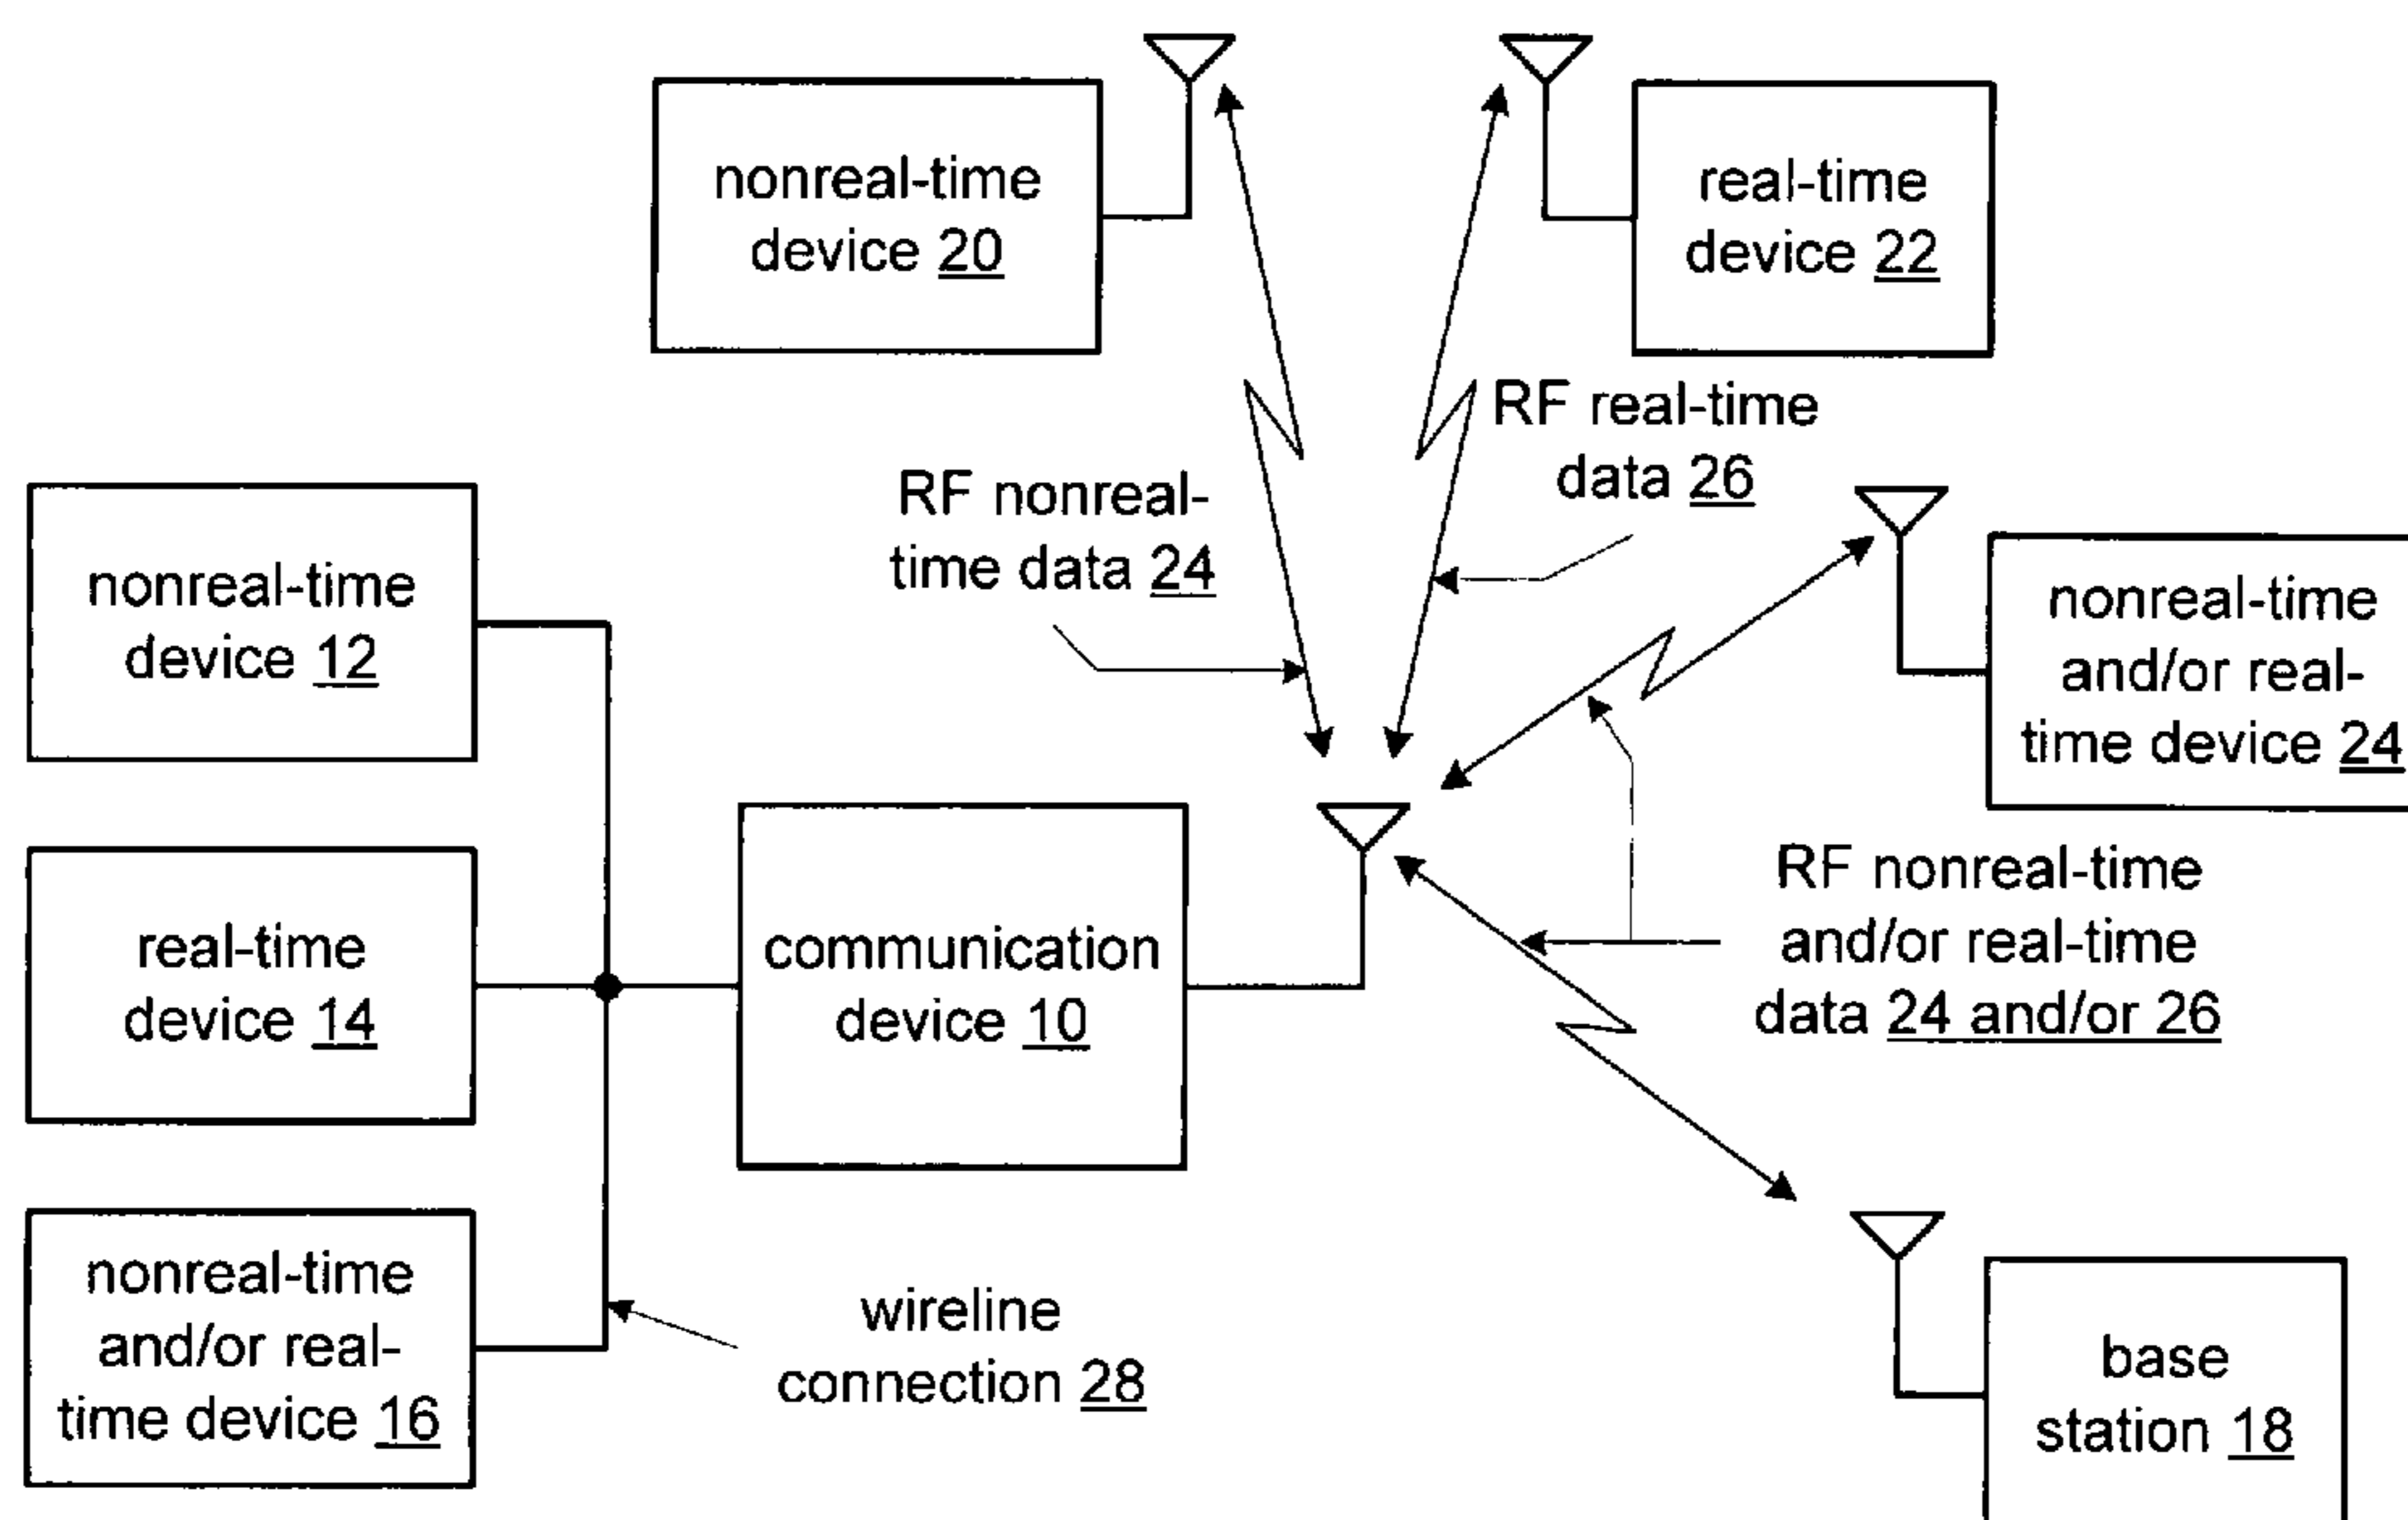 nonreal-time
device 20
real-time
device 22
RF real-time
data 26
RF nonreal-
time data 24
nonreal-time
device 12
nonreal-time
and/or real-
time device 24
real-time
device 14
communication
device 10
RF nonreal-time
and/or real-time
data 24 and/or 26
nonreal-time
and/or real-
time device 16
wireline
connection 28
base
station 18